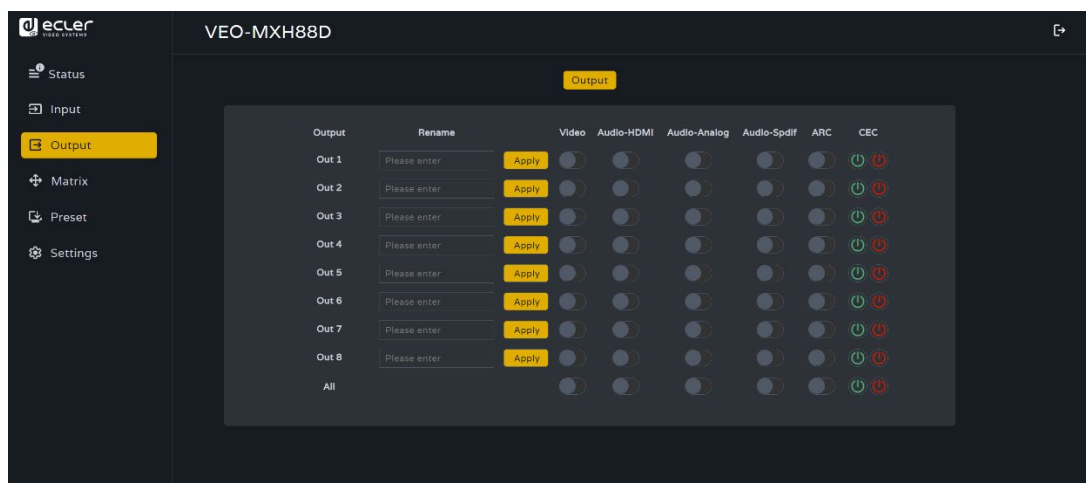 ecler
VIDEO SYSTEMS
VEO-MXH88D
Status
Input
Output
Matrix
Preset
Settings
Output
Output Rename Video Audio-HDMI Audio-Analog Audio-Spdif ARC CEC
Out 1 Please enter Apply
Out 2 Please enter Apply
Out 3 Please enter Apply
Out 4 Please enter Apply
Out 5 Please enter Apply
Out 6 Please enter Apply
Out 7 Please enter Apply
Out 8 Please enter Apply
All